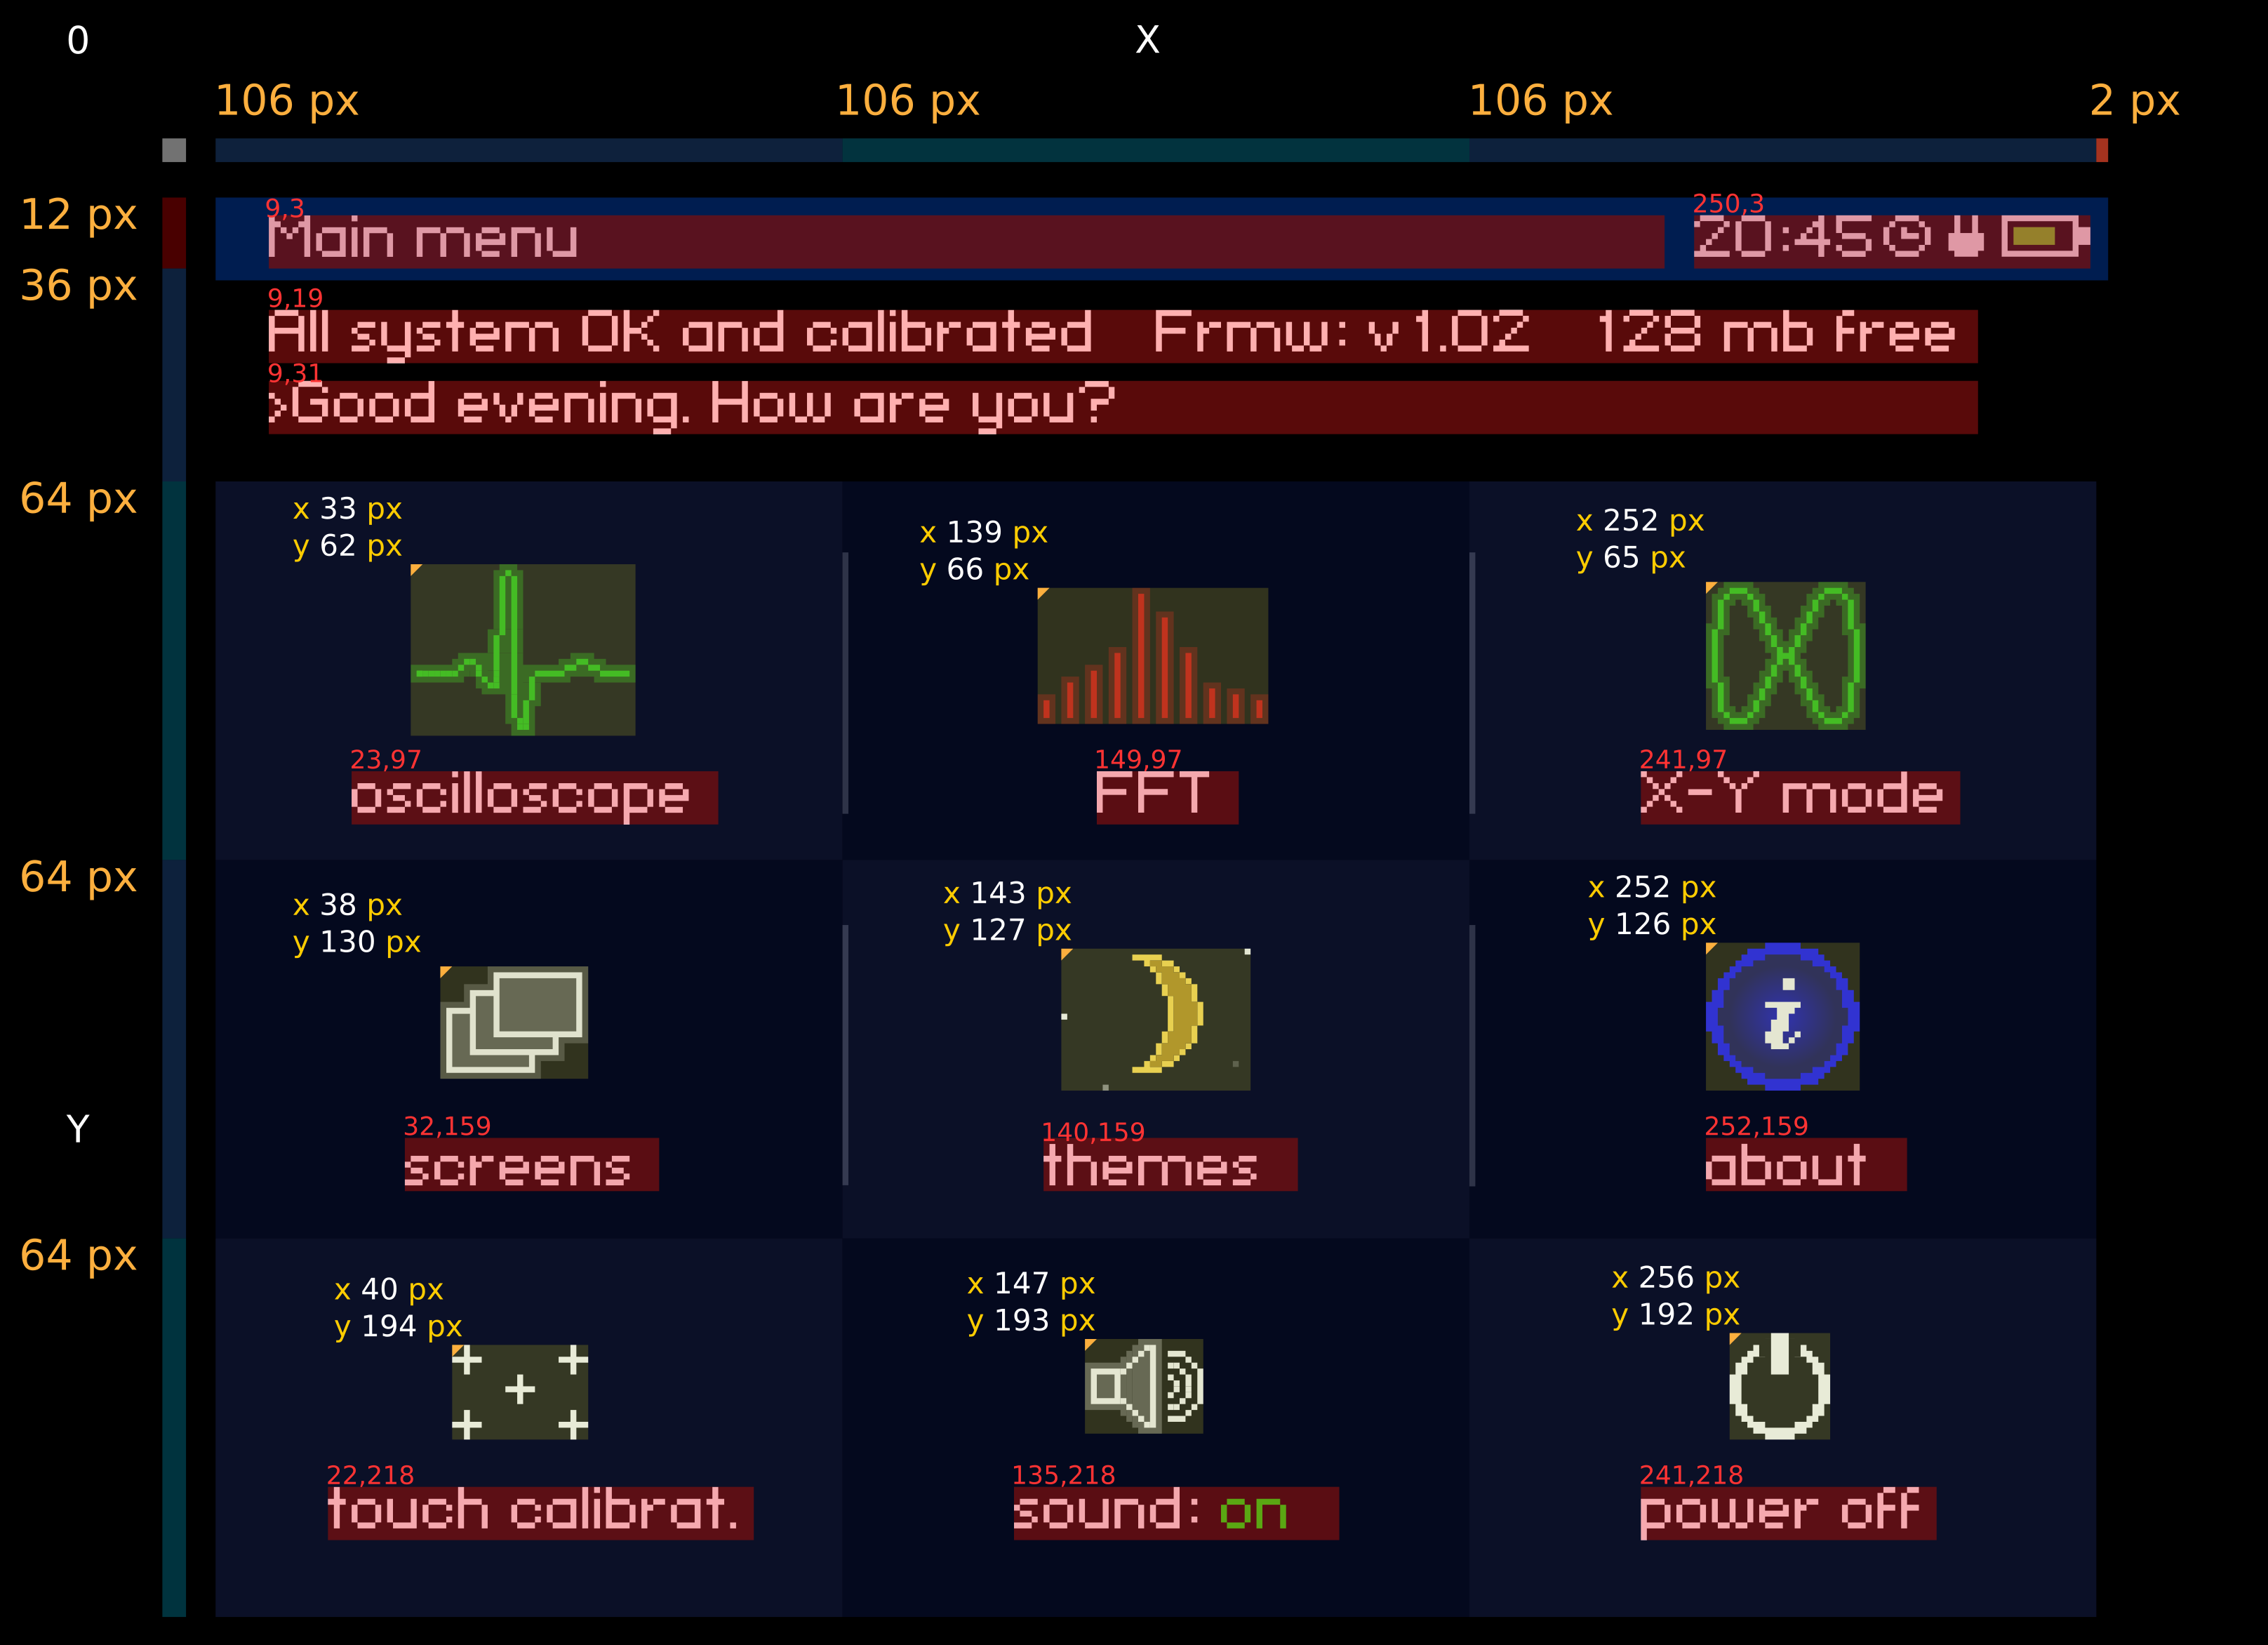 0 X
106 px 106 px 106 px 2 px
12 px
9,3 250,3
Main menu 20:45
36 px
9,19
All system OK and calibrated Frmw: v1.02 128 mb free
9,31
>Good evening. How are you?
64 px
x 33 px
y 62 px
x 139 px
y 66 px
x 252 px
y 65 px
23,97 149,97 241,97
oscilloscope FFT X-Y mode
64 px
x 38 px
y 130 px
x 143 px
y 127 px
x 252 px
y 126 px
Y
32,159 140,159 252,159
screens themes about
i
64 px
x 40 px
y 194 px
x 147 px
y 193 px
x 256 px
y 192 px
22,218 135,218 241,218
touch calibrat. sound: on power off